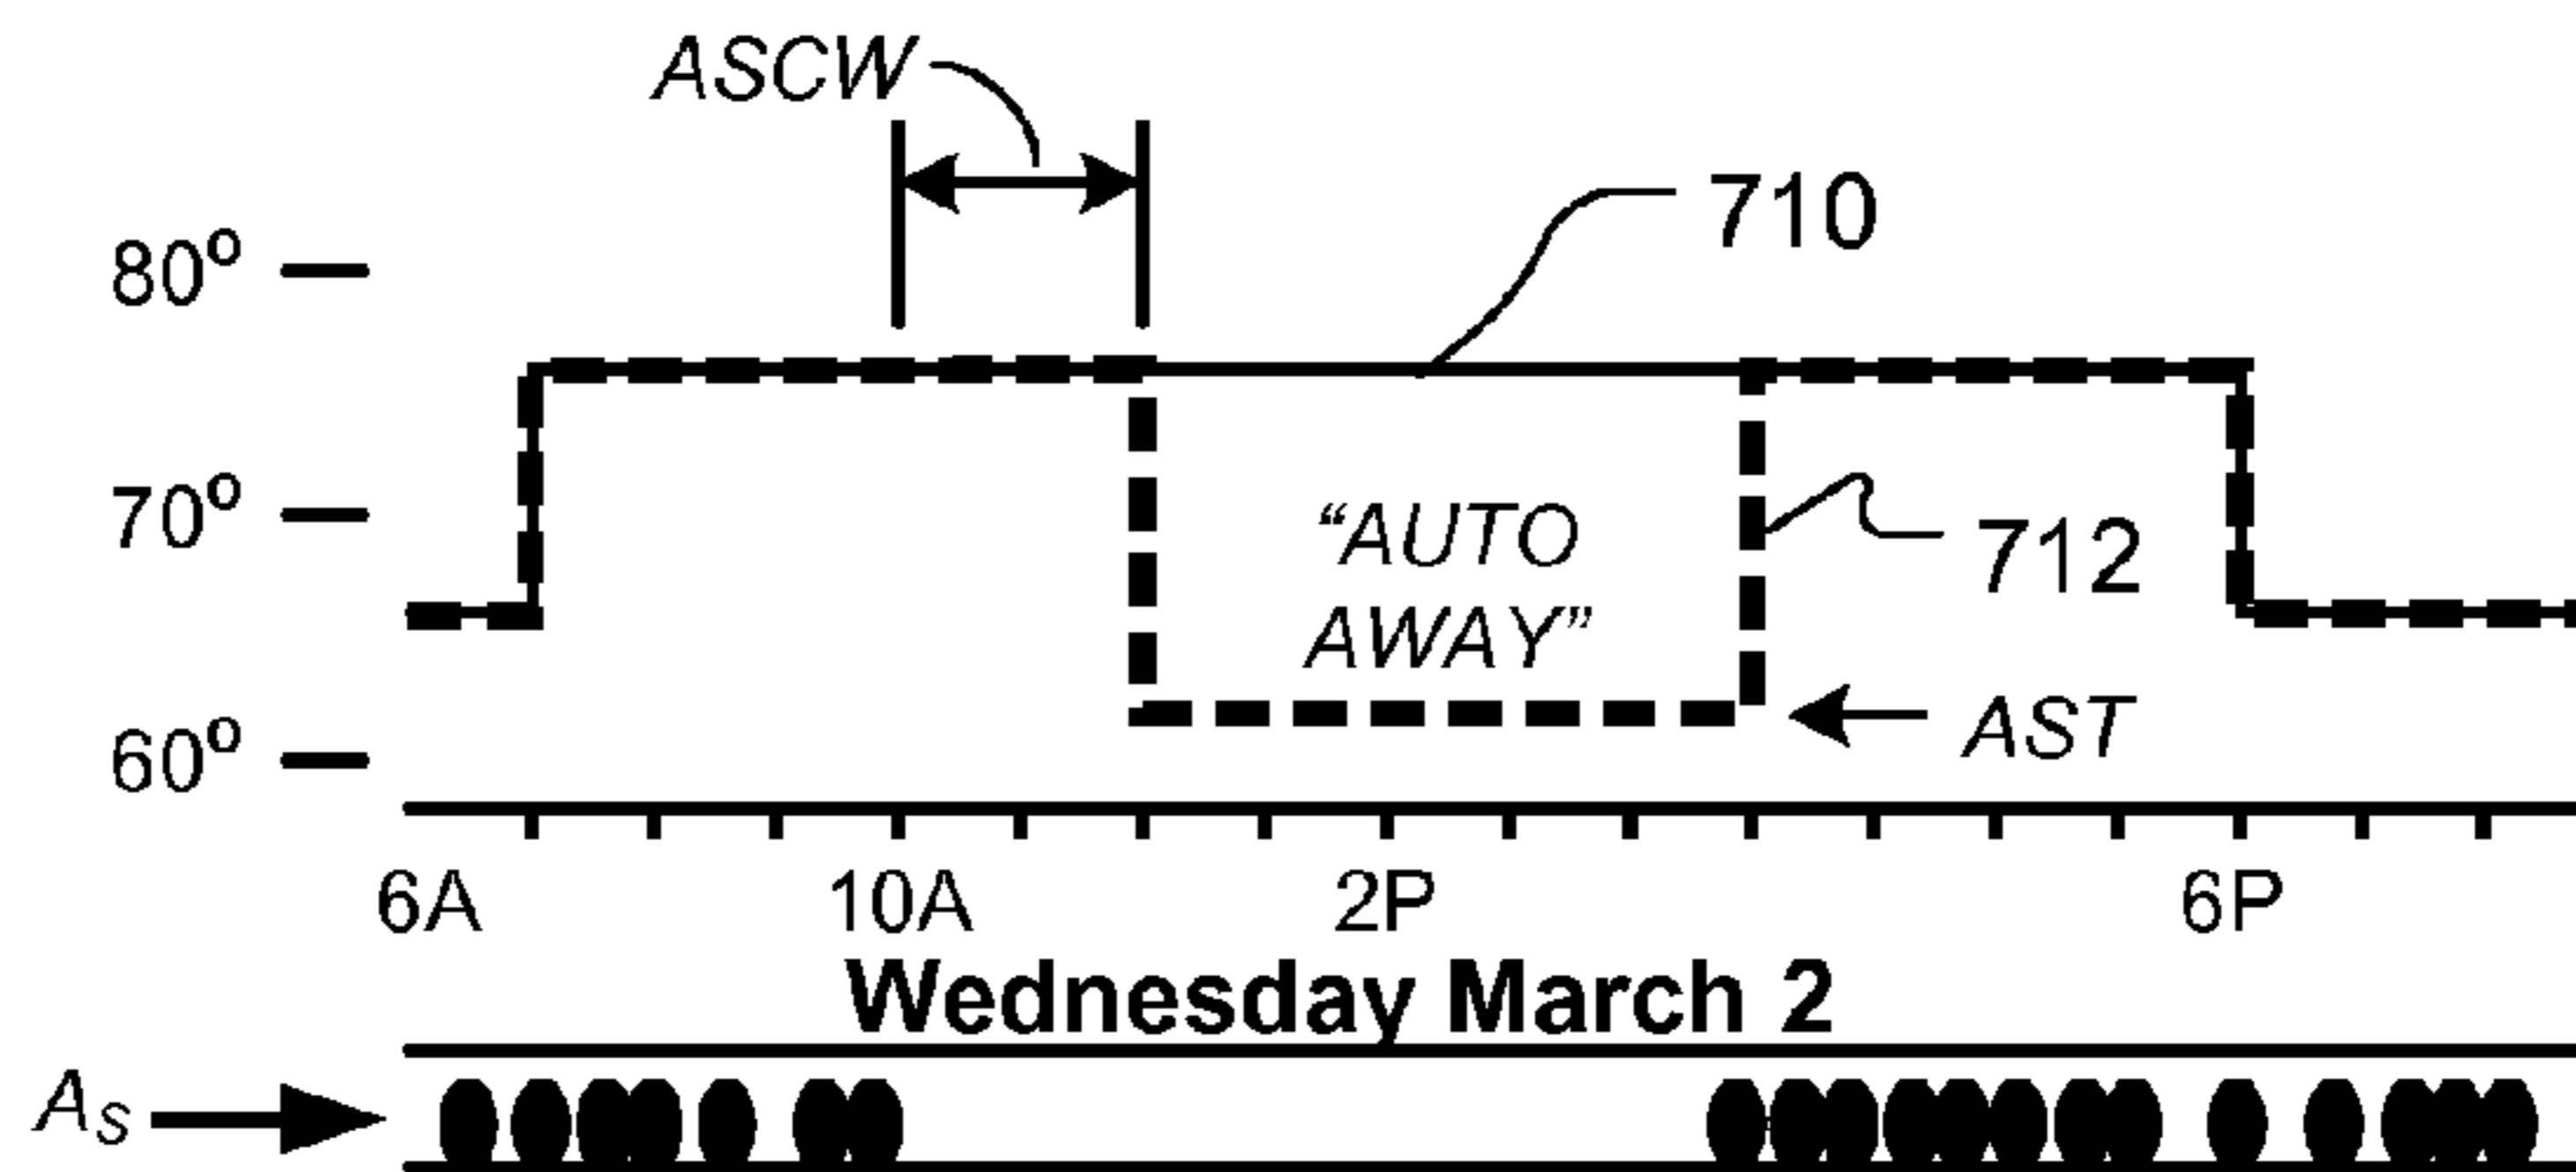 ASCW
710
80°
70°
"AUTO
AWAY"
712
AST
60°
6A 10A 2P 6P
Wednesday March 2
As